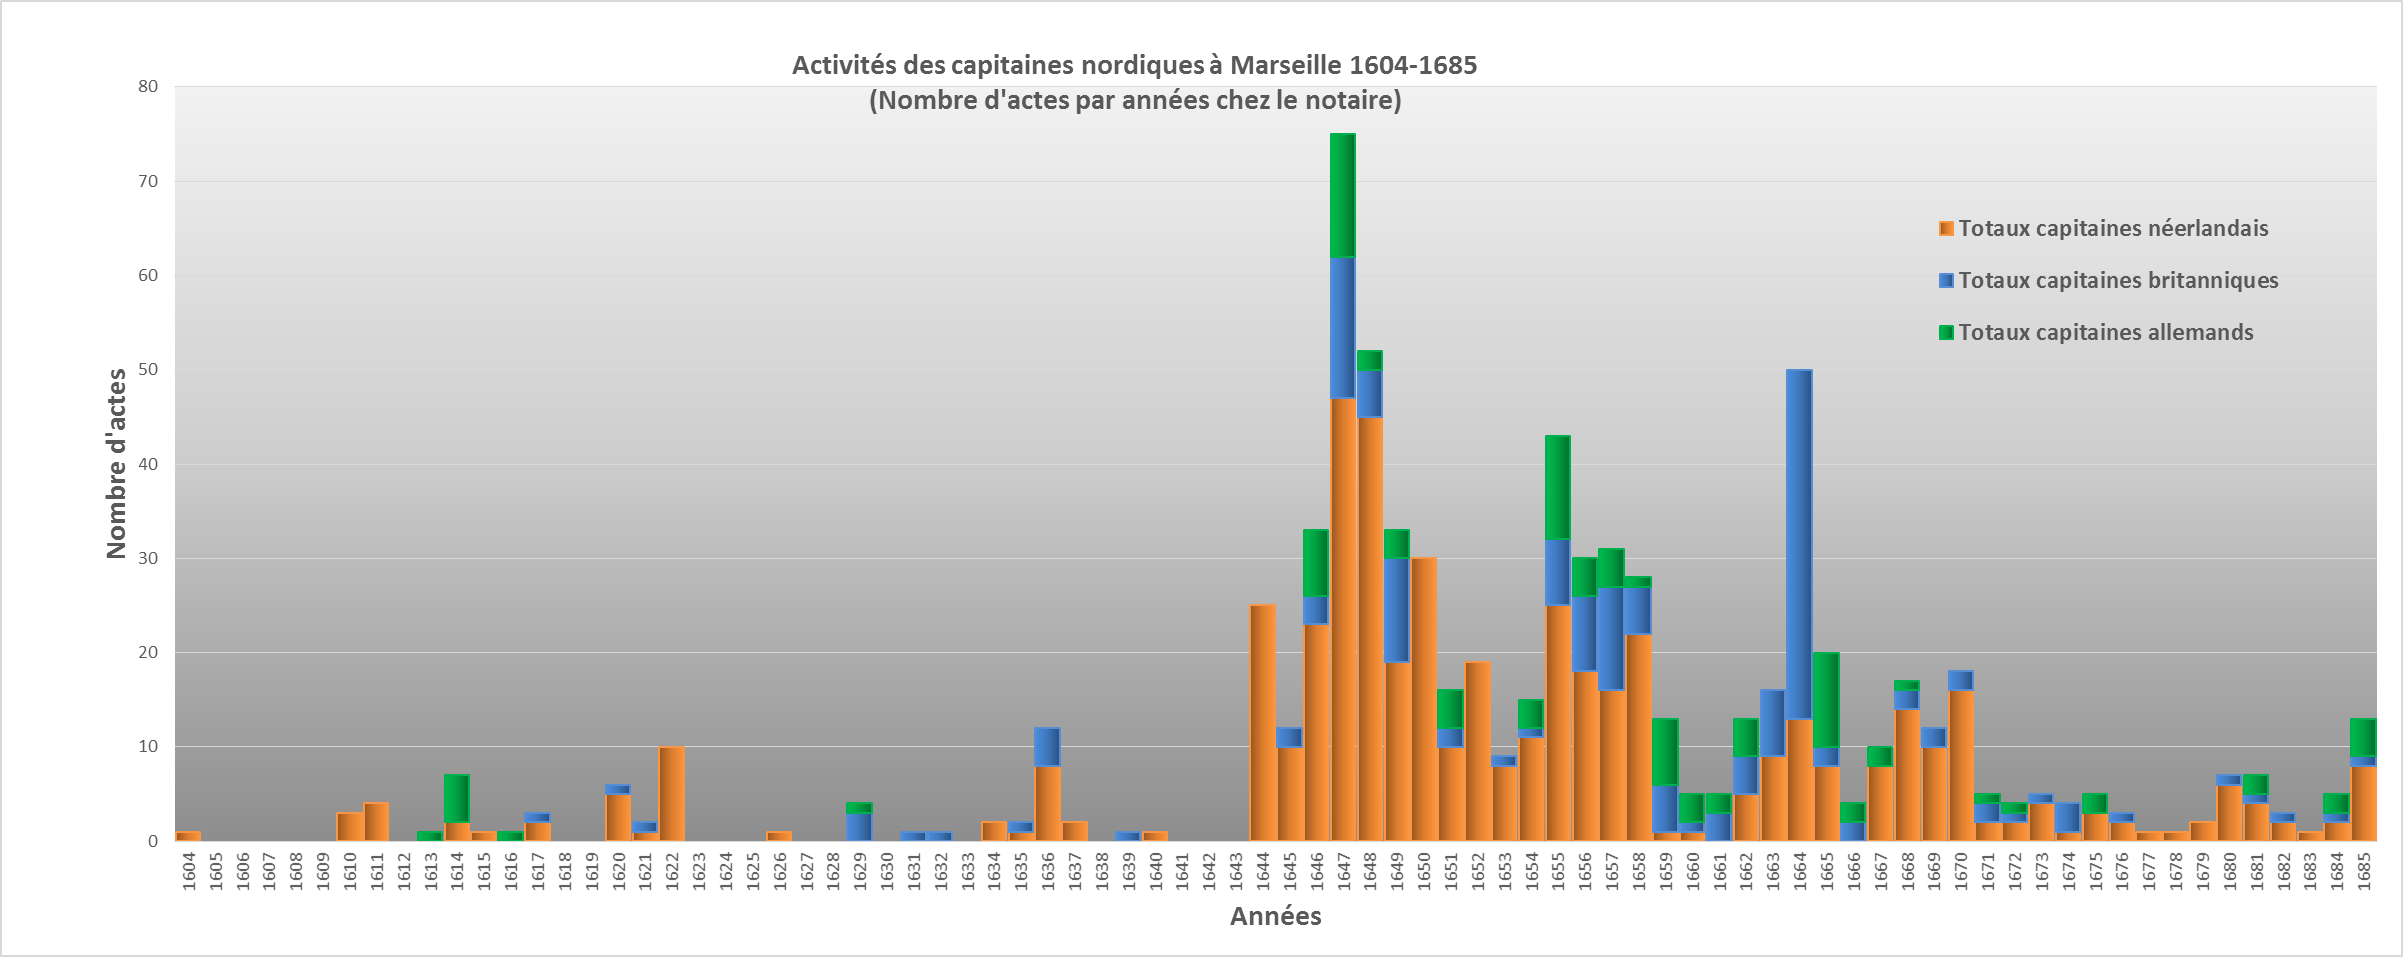 Activités des capitaines nordiques à Marseille 1604-1685
(Nombre d'actes par années chez le notaire)
80
70
60
50
40
30
20
10
0
Nombre d'actes
Totaux capitaines néerlandais
Totaux capitaines britanniques
Totaux capitaines allemands
1604 1605 1606 1607 1608 1609 1610 1611 1612 1613 1614 1615 1616 1617 1618 1619 1620 1621 1622 1623 1624 1625 1626 1627 1628 1629 1630 1631 1632 1634 1635 1636 1637 1638 1639 1640 1641 1642 1643 1644 1645 1646 1647 1648 1649 1650 1651 1652 1653 1654 1655 1656 1657 1658 1659 1660 1661 1662 1663 1664 1665 1666 1667 1668 1669 1670 1671 1672 1673 1674 1675 1676 1677 1678 1679 1680 1681 1682 1683 1684 1685
Années